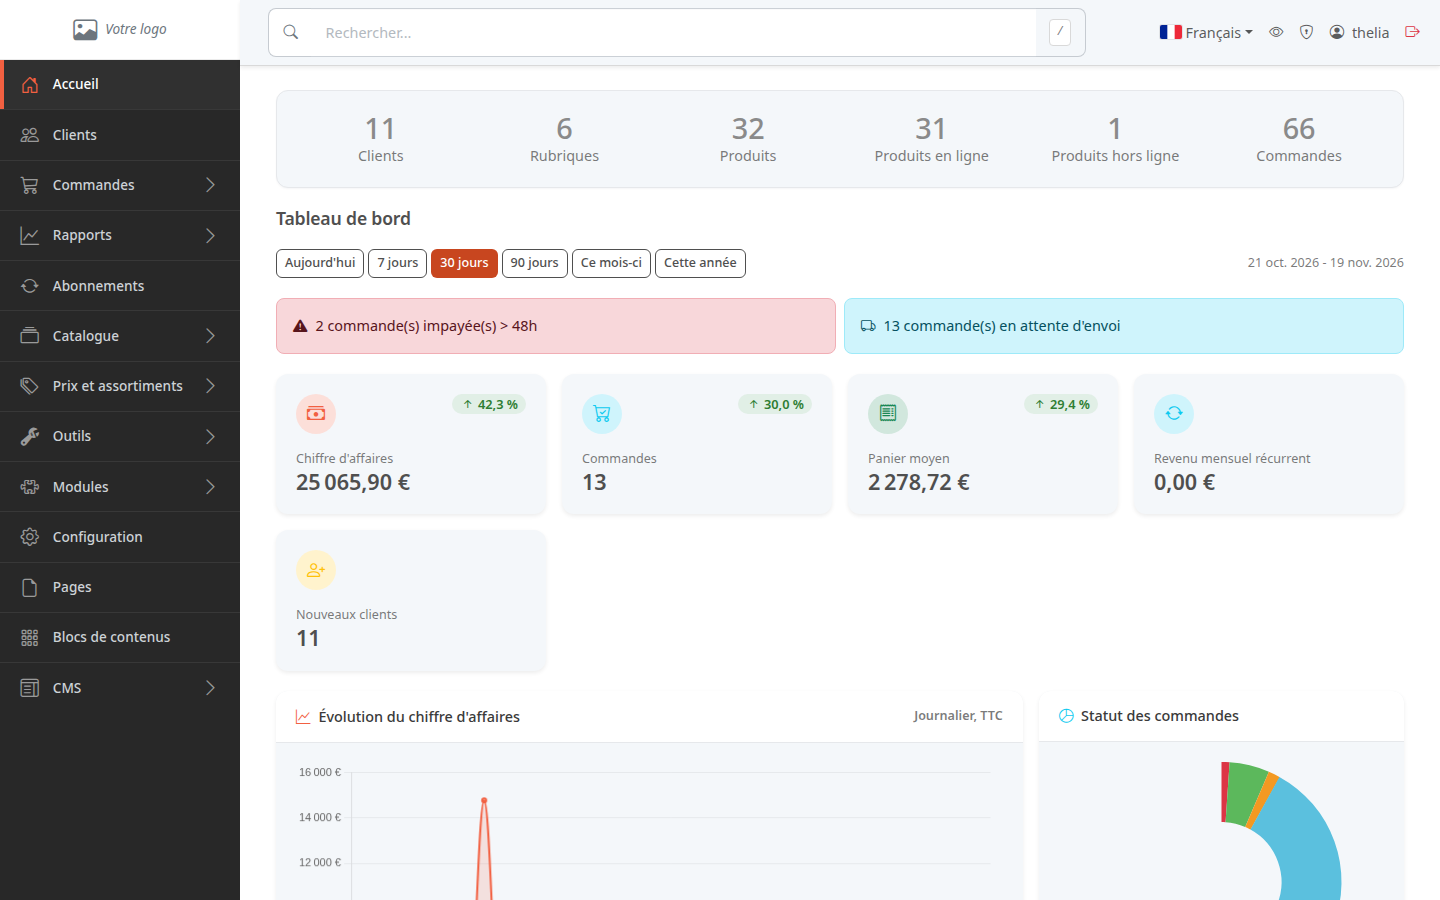 Votre logo
Rechercher...
/
Français
thelia
Accueil
Clients
Commandes
Rapports
Abonnements
Catalogue
Prix et assortiments
Outils
Modules
Configuration
Pages
Blocs de contenus
CMS
11
Clients
6
Rubriques
32
Produits
31
Produits en ligne
1
Produits hors ligne
66
Commandes
Tableau de bord
Aujourd'hui
7 jours
30 jours
90 jours
Ce mois-ci
Cette année
21 oct. 2026 - 19 nov. 2026
2 commande(s) impayée(s) > 48h
13 commande(s) en attente d'envoi
↑ 42,3 %
Chiffre d'affaires
25 065,90 €
↑ 30,0 %
Commandes
13
↑ 29,4 %
Panier moyen
2 278,72 €
Revenu mensuel récurrent
0,00 €
Nouveaux clients
11
Évolution du chiffre d'affaires
Journalier, TTC
16 000 €
14 000 €
12 000 €
Statut des commandes